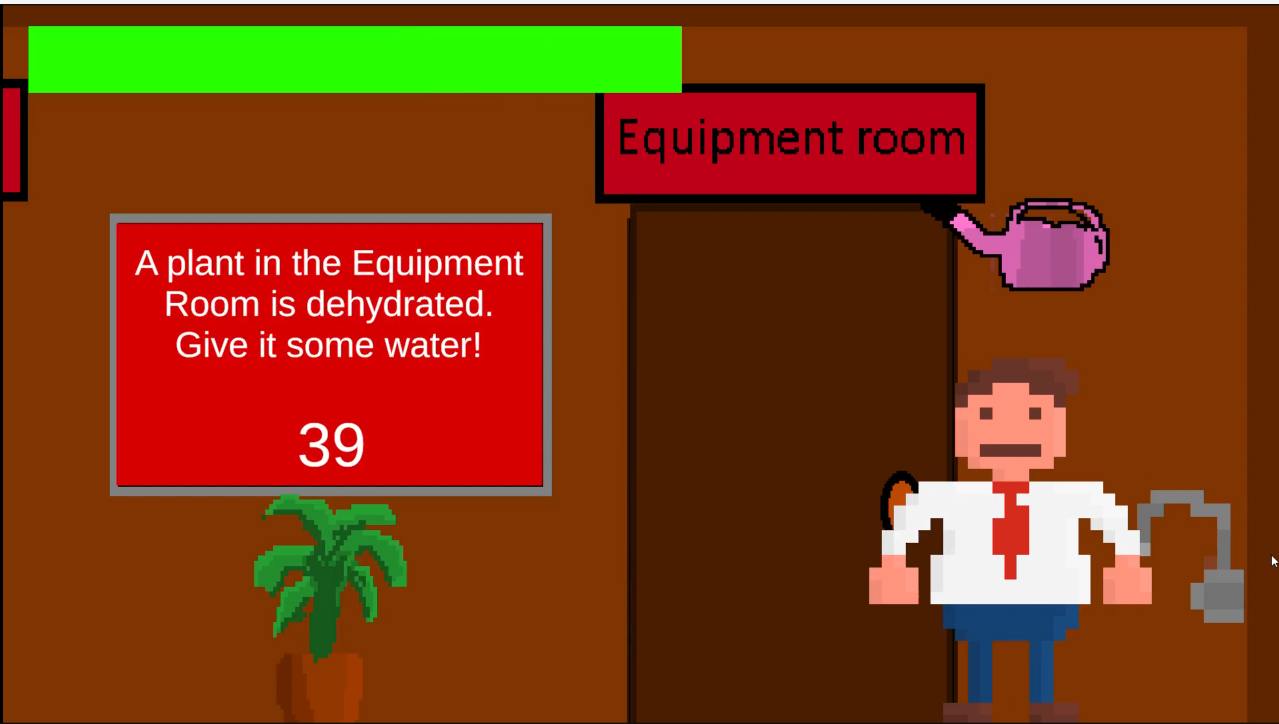 Equipment room
A plant in the Equipment
Room is dehydrated.
Give it some water!
39